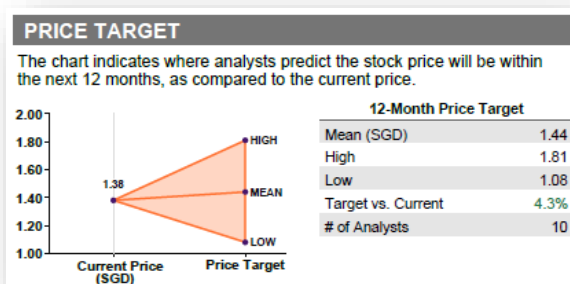 PRICE TARGET
The chart indicates where analysts predict the stock price will be within
the next 12 months, as compared to the current price.
2.00
1.80
1.60
1.40
1.20
1.00
1.38
HIGH
MEAN
LOW
Current Price
(SGD)
Price Target
12-Month Price Target
Mean (SGD) 1.44
High 1.81
Low 1.08
Target vs. Current 4.3%
# of Analysts 10